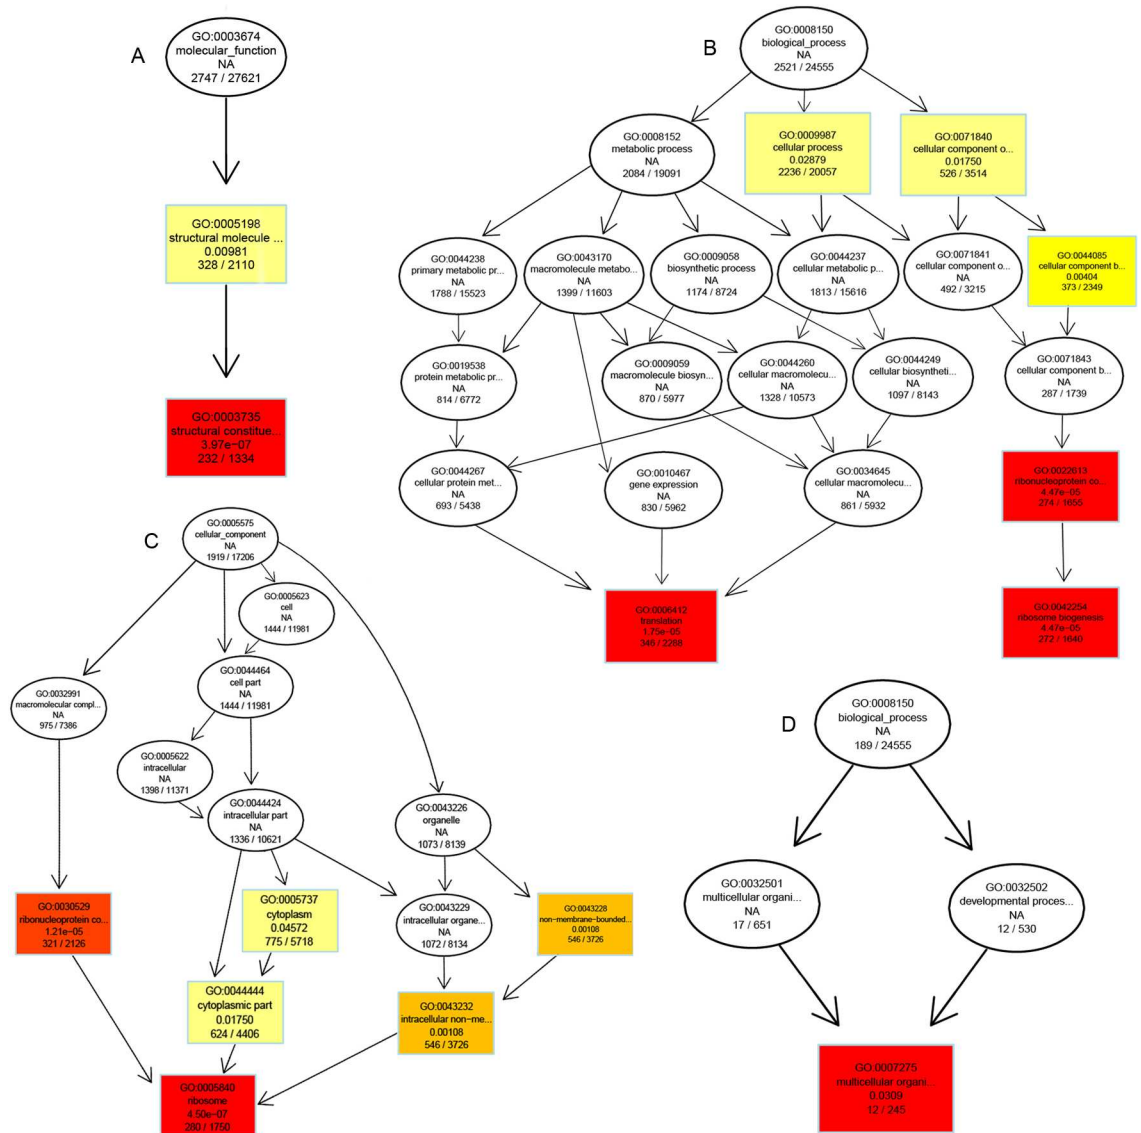 A
GO:0003674
molecular_function
NA
2747 / 27621
GO:0005198
structural molecule ...
0.00981
328 / 2110
GO:0003735
structural constitue...
3.97e−07
232 / 1334
B
GO:0008150
biological_process
NA
2521 / 24555
GO:0008152
metabolic process
NA
2084 / 19091
GO:0009987
cellular process
0.02879
2236 / 20057
GO:0071840
cellular component o...
0.01750
526 / 3514
GO:0044238
primary metabolic pr...
NA
1788 / 15523
GO:0043170
macromolecule metabo...
NA
1399 / 11603
GO:0009058
biosynthetic process
NA
1174 / 8724
GO:0044237
cellular metabolic p...
NA
1813 / 15616
GO:0071841
cellular component o...
NA
492 / 3215
GO:0044085
cellular component b...
0.00404
373 / 2349
GO:0019538
protein metabolic pr...
NA
814 / 6772
GO:0009059
macromolecule biosyn...
NA
870 / 5977
GO:0044260
cellular macromolecu...
NA
1328 / 10573
GO:0044249
cellular biosyntheti...
NA
1097 / 8143
GO:0071843
cellular component b...
NA
287 / 1739
GO:0044267
cellular protein met...
NA
693 / 5438
GO:0010467
gene expression
NA
830 / 5962
GO:0034645
cellular macromolecu...
NA
861 / 5932
GO:0022613
ribonucleoprotein co...
4.47e−05
274 / 1655
GO:0006412
translation
1.75e−05
346 / 2288
GO:0042254
ribosome biogenesis
4.47e−05
272 / 1640
C
GO:0005575
cellular_component
NA
1919 / 17206
GO:0005623
cell
NA
1444 / 11981
GO:0044464
cell part
NA
1444 / 11981
GO:0032991
macromolecular compl...
NA
975 / 7386
GO:0005622
intracellular
NA
1398 / 11371
GO:0044424
intracellular part
NA
1336 / 10621
GO:0043226
organelle
NA
1073 / 8139
GO:0030529
ribonucleoprotein co...
1.21e−05
321 / 2126
GO:0005737
cytoplasm
0.04572
775 / 5718
GO:0043229
intracellular organe...
NA
1072 / 8134
GO:0043228
non−membrane−bounded...
0.00108
546 / 3726
GO:0044444
cytoplasmic part
0.01750
624 / 4406
GO:0043232
intracellular non−me...
0.00108
546 / 3726
GO:0005840
ribosome
4.50e−07
280 / 1750
D
GO:0008150
biological_process
NA
189 / 24555
GO:0032501
multicellular organi...
NA
17 / 651
GO:0032502
developmental proces...
NA
12 / 530
GO:0007275
multicellular organi...
0.0309
12 / 245